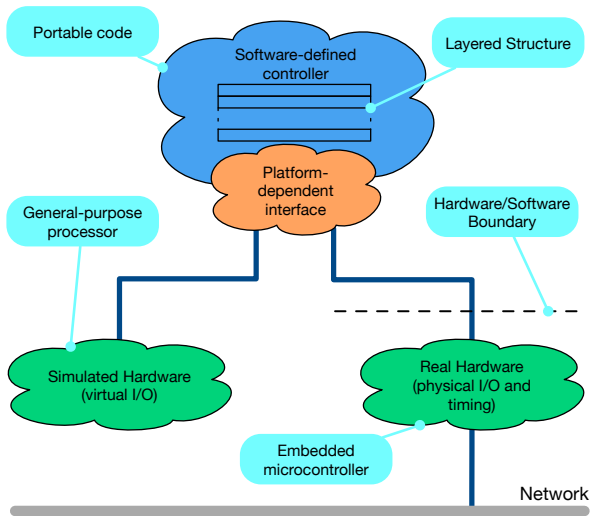 Portable code
Software-defined
controller
Layered Structure
Platform-
dependent
interface
General-purpose
processor
Hardware/Software
Boundary
Simulated Hardware
(virtual I/O)
Real Hardware
(physical I/O and
timing)
Embedded
microcontroller
Network